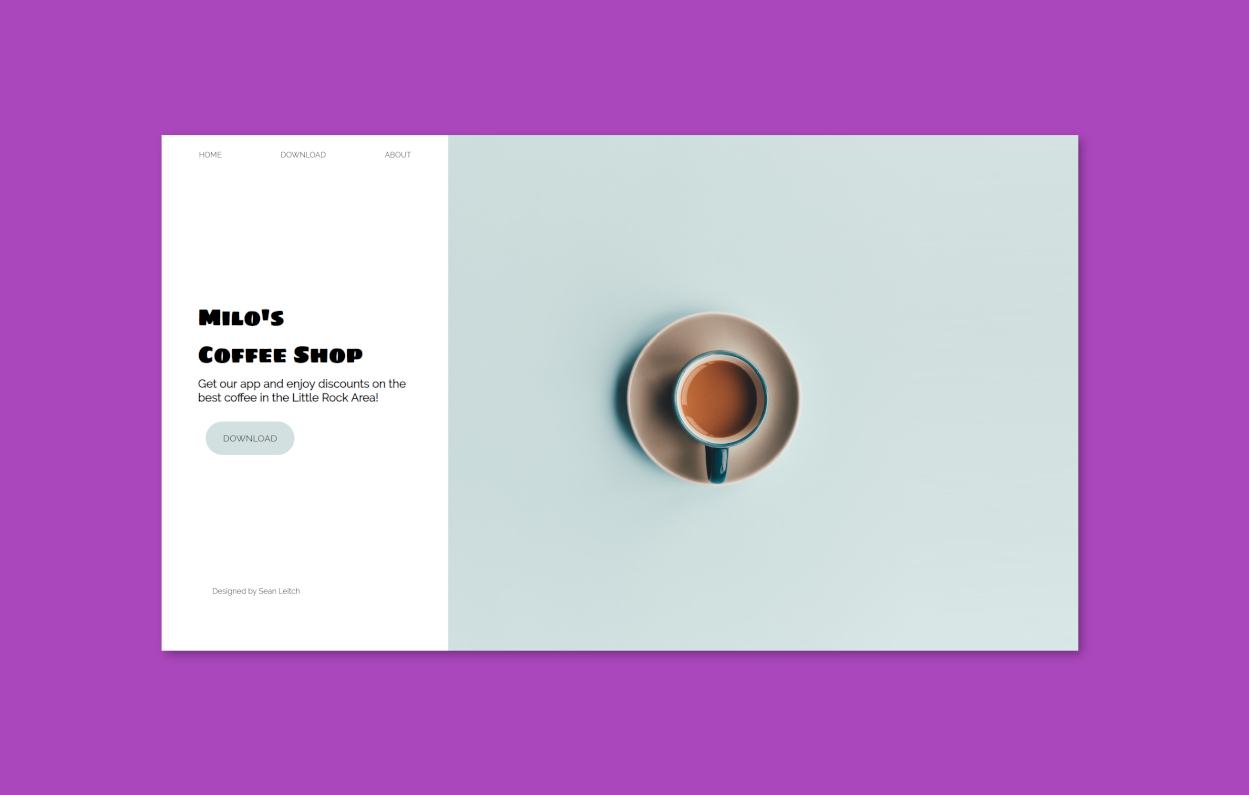 HOME DOWNLOAD ABOUT
Milo's
Coffee Shop
Get our app and enjoy discounts on the
best coffee in the Little Rock Area!
DOWNLOAD
Designed by Sean Leitch